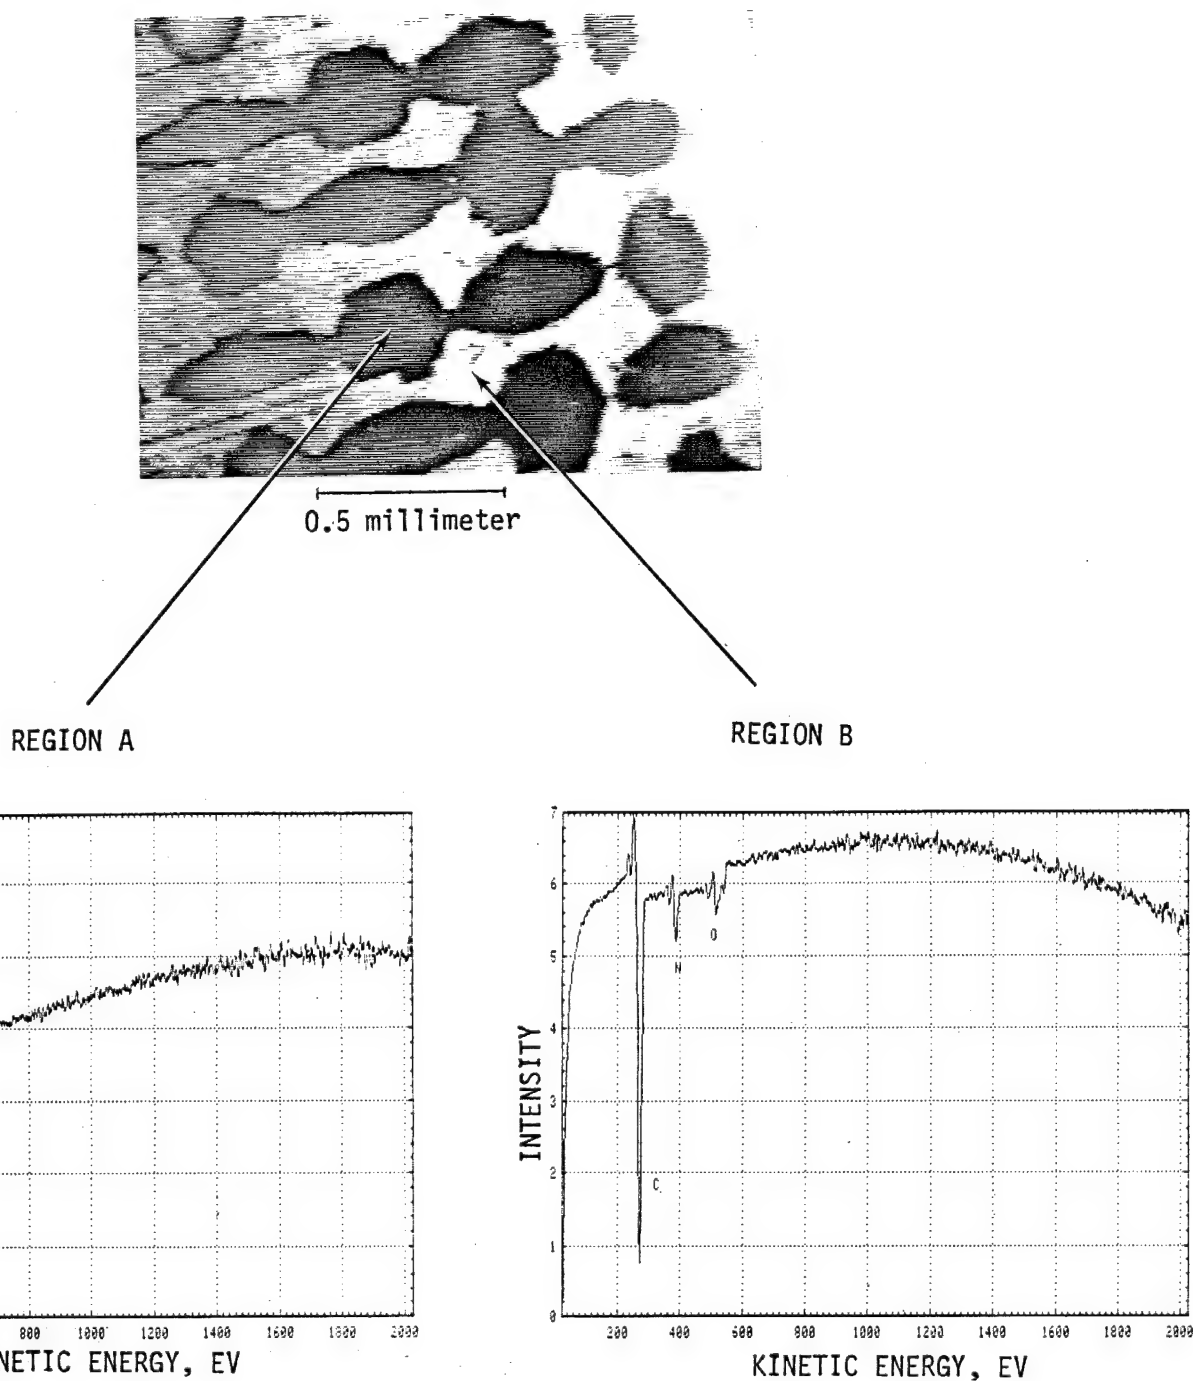 0.5 millimeter
REGION A
REGION B
800 1000 1200 1400 1600 1800 2000
NETIC ENERGY, EV
INTENSITY
7
6
5
4
3
2
1
0
C
N
O
200 400 600 800 1000 1200 1400 1600 1800 2000
KINETIC ENERGY, EV